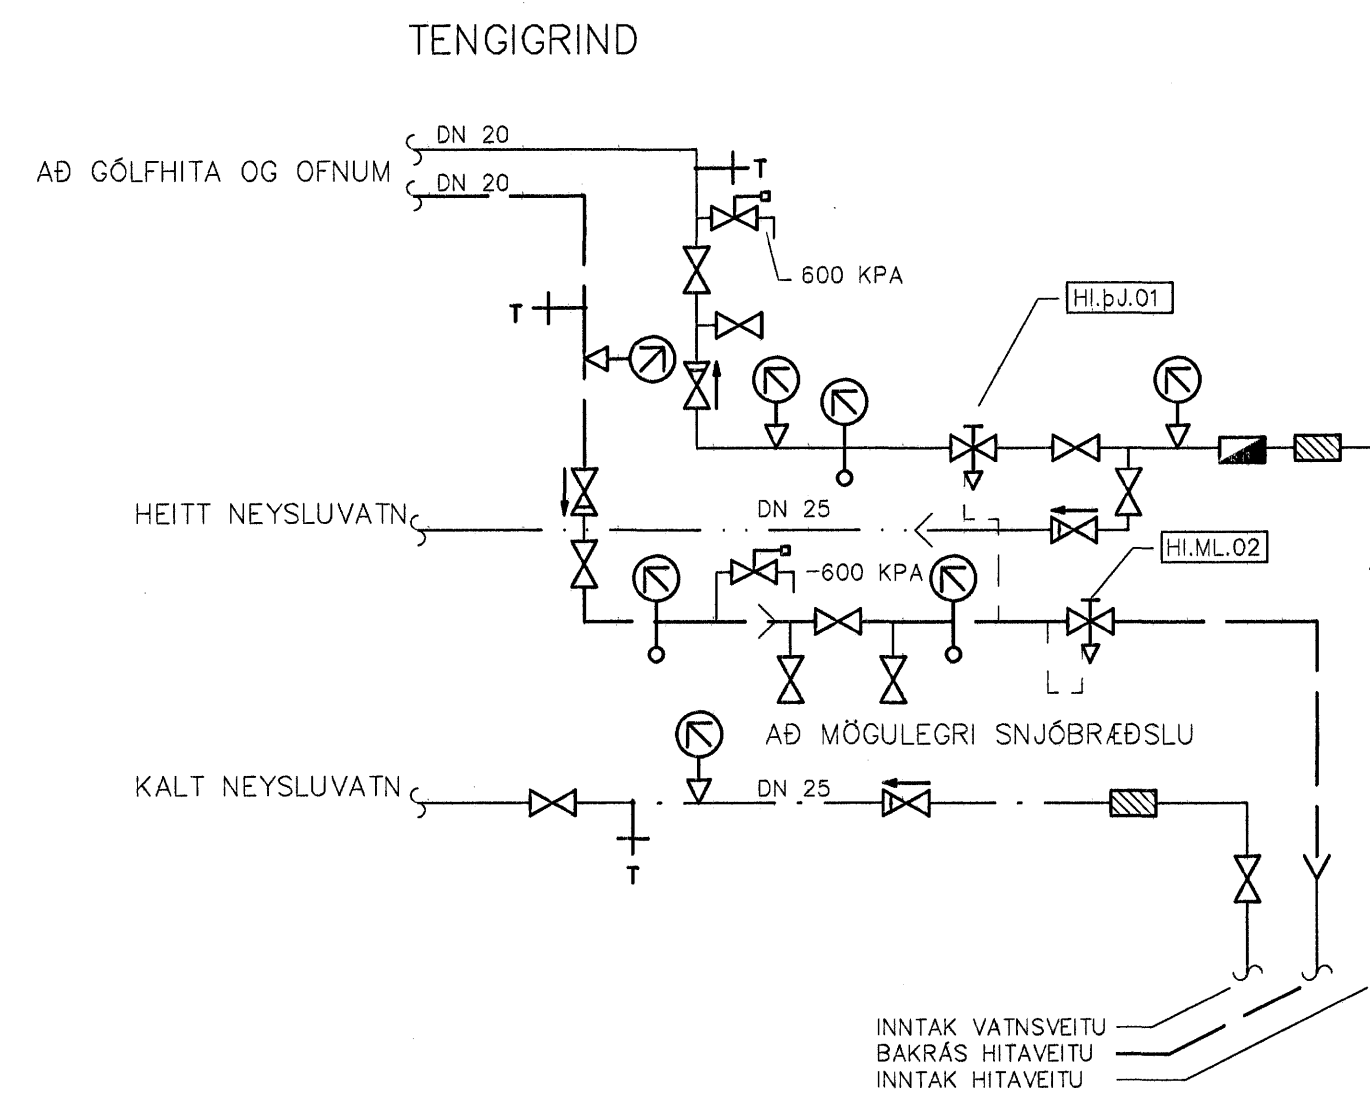 TENGIGRIND
DN 20
AÐ GÓLFHITA OG OFNUM
DN 20
T
600 KPA
HI.þJ.01
T
HEITT NEYSLUVATN
DN 25
HI.ML.02
-600 KPA
AÐ MÖGULEGRI SNJÓBRÆÐSLU
KALT NEYSLUVATN
DN 25
T
INNTAK VATNSVEITU
BAKRÁS HITAVEITU
INNTAK HITAVEITU